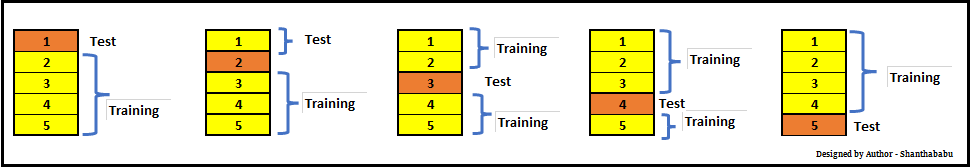 1 Test
2
3
4 Training
5
1 Test
2
3
4 Training
5
1 Training
2
3 Test
4 Training
5
1
2 Training
3
4 Test
5 Training
1
2
3 Training
4
5 Test
Designed by Author - Shanthababu